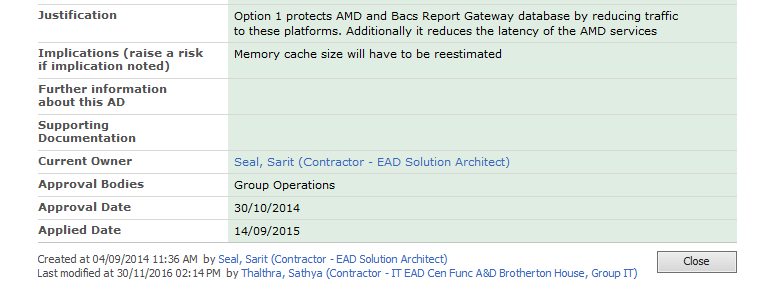 Justification Option 1 protects AMD and Bacs Report Gateway database by reducing traffic
to these platforms. Additionally it reduces the latency of the AMD services
Implications (raise a risk Memory cache size will have to be reestimated
if implication noted)
Further information
about this AD
Supporting
Documentation
Current Owner Seal, Sarit (Contractor - EAD Solution Architect)
Approval Bodies Group Operations
Approval Date 30/10/2014
Applied Date 14/09/2015
Created at 04/09/2014 11:36 AM by Seal, Sarit (Contractor - EAD Solution Architect)
Close
Last modified at 30/11/2016 02:14 PM by Thalthra, Sathya (Contractor - IT EAD Cen Func A&D Brotherton House, Group IT)